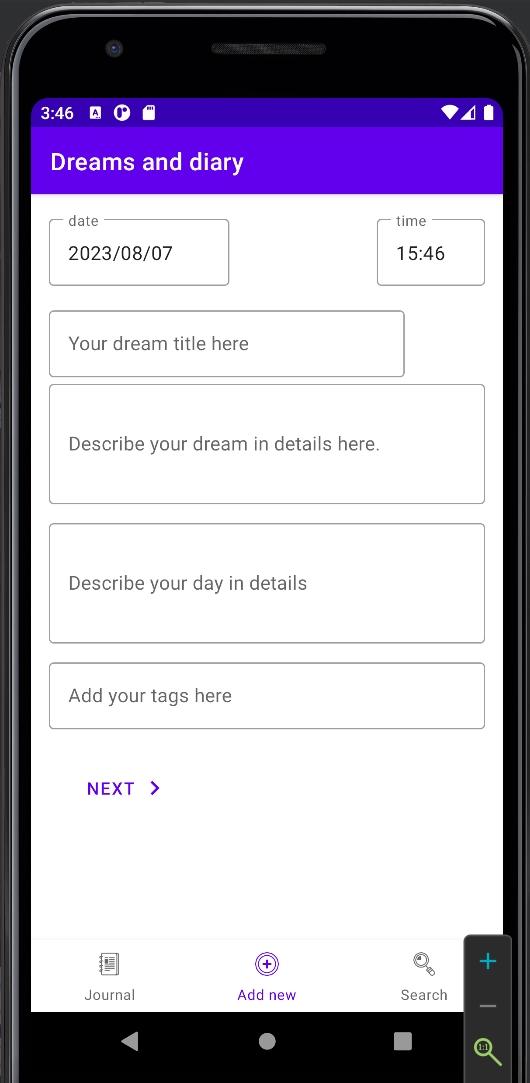 3:46
Dreams and diary
date time
2023/08/07 15:46
Your dream title here
Describe your dream in details here.
Describe your day in details
Add your tags here
NEXT
Journal Add new Search
1:1